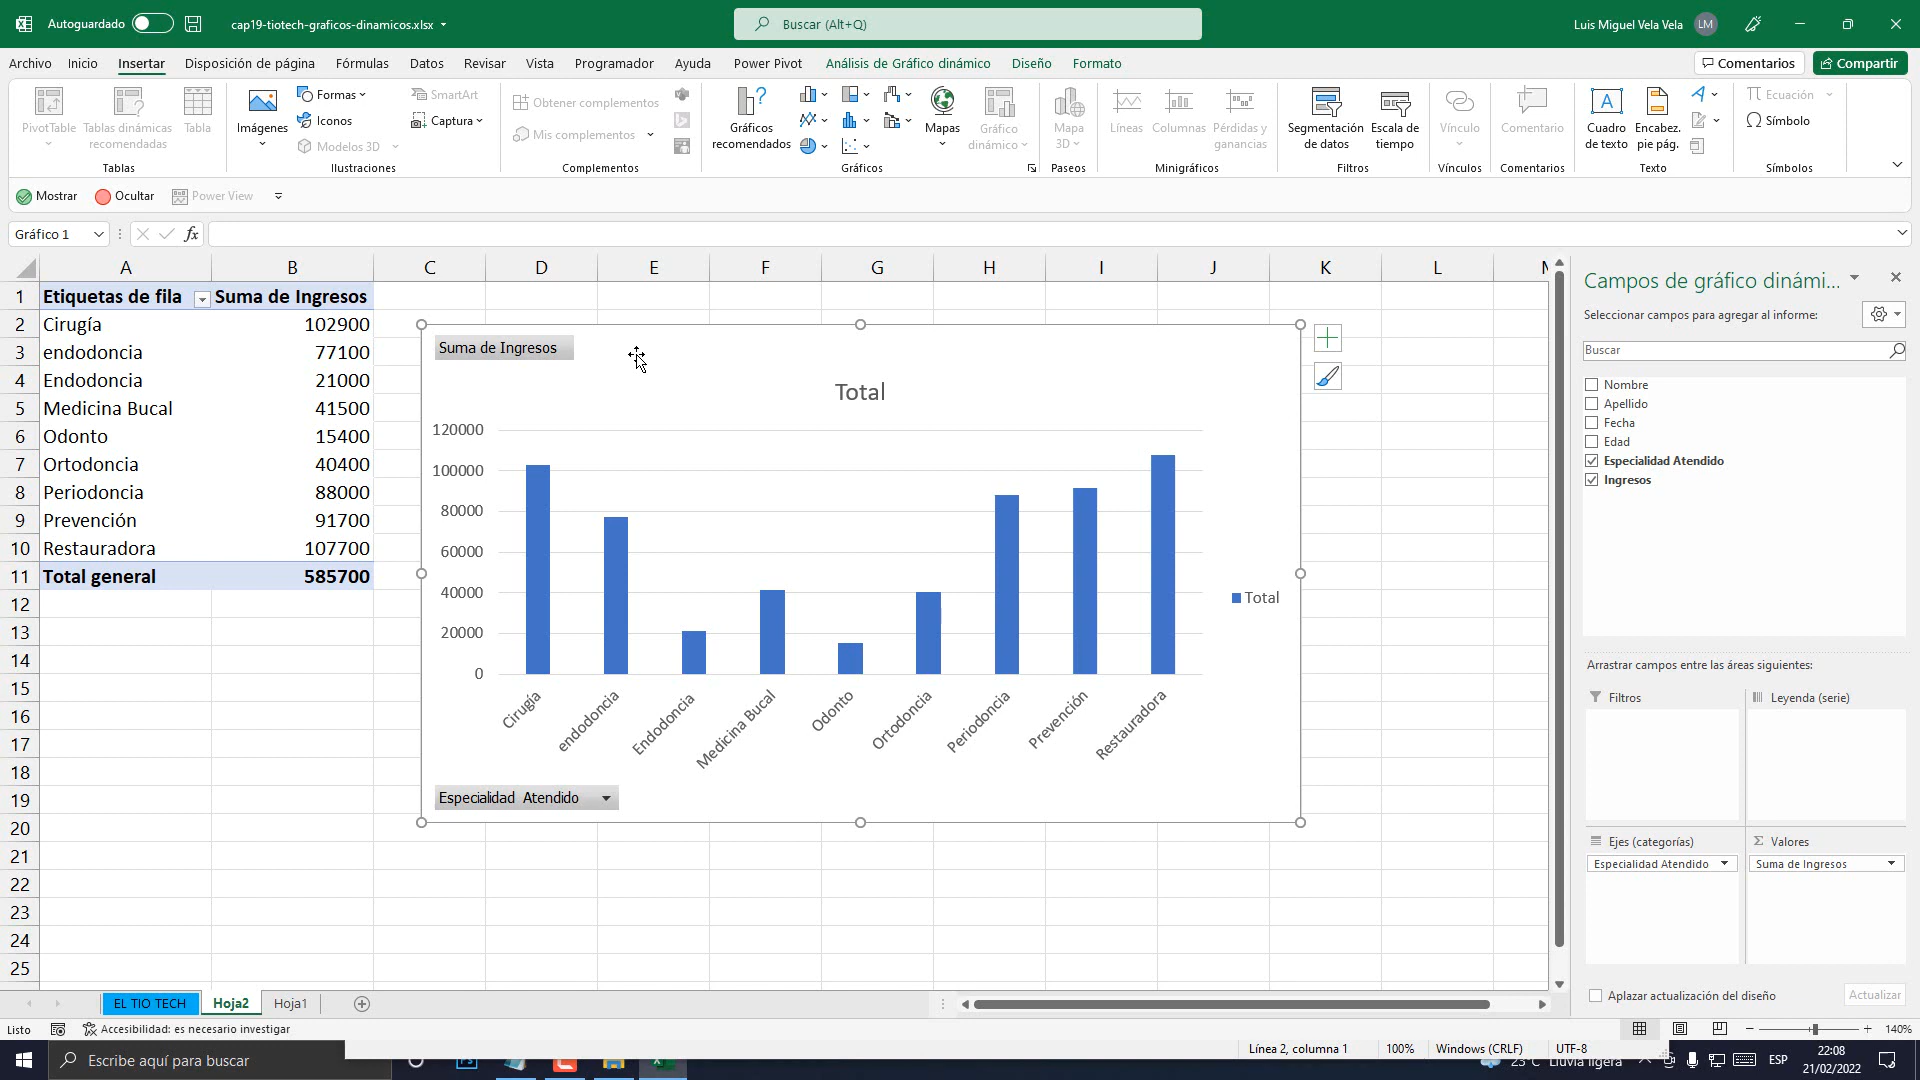 Autoguardado
cap19-tiotech-graficos-dinamicos.xlsx
Buscar (Alt+Q)
Luis Miguel Vela Vela
LM
Archivo Inicio Insertar Disposición de página Fórmulas Datos Revisar Vista Programador Ayuda Power Pivot Análisis de Gráfico dinámico Diseño Formato
Comentarios
Compartir
PivotTable
Tablas dinámicas
recomendadas
Tabla
Tablas
Imágenes
Formas
Iconos
Modelos 3D
SmartArt
Captura
Ilustraciones
Obtener complementos
Mis complementos
Complementos
Gráficos
recomendados
Mapas
Gráfico
dinámico
Gráficos
Mapa
3D
Paseos
Líneas
Columnas
Pérdidas y
ganancias
Minigráficos
Segmentación
de datos
Escala de
tiempo
Filtros
Vínculo
Vínculos
Comentario
Comentarios
Cuadro
de texto
Encabez.
pie pág.
Texto
Ecuación
Símbolo
Símbolos
Mostrar Ocultar Power View
Gráfico 1
fx
A B C D E F G H I J K L
1 Etiquetas de fila Suma de Ingresos
2 Cirugía 102900
3 endodoncia 77100
4 Endodoncia 21000
5 Medicina Bucal 41500
6 Odonto 15400
7 Ortodoncia 40400
8 Periodoncia 88000
9 Prevención 91700
10 Restauradora 107700
11 Total general 585700
12
13
14
15
16
17
18
19
20
21
22
23
24
25
Suma de Ingresos
Total
120000
100000
80000
60000
40000
20000
0
Cirugía endodoncia Endodoncia Medicina Bucal Odonto Ortodoncia Periodoncia Prevención Restauradora
Total
Especialidad Atendido
Campos de gráfico dinámi...
Seleccionar campos para agregar al informe:
Buscar
Nombre
Apellido
Fecha
Edad
Especialidad Atendido
Ingresos
Arrastrar campos entre las áreas siguientes:
Filtros
Leyenda (serie)
Ejes (categorías)
Σ Valores
Especialidad Atendido
Suma de Ingresos
Aplazar actualización del diseño
Actualizar
EL TIO TECH Hoja2 Hoja1
Listo
Accesibilidad: es necesario investigar
140%
Escribe aquí para buscar
Línea 2, columna 1 100% Windows (CRLF) UTF-8
23°C Lluvia ligera
ESP
22:08
21/02/2022